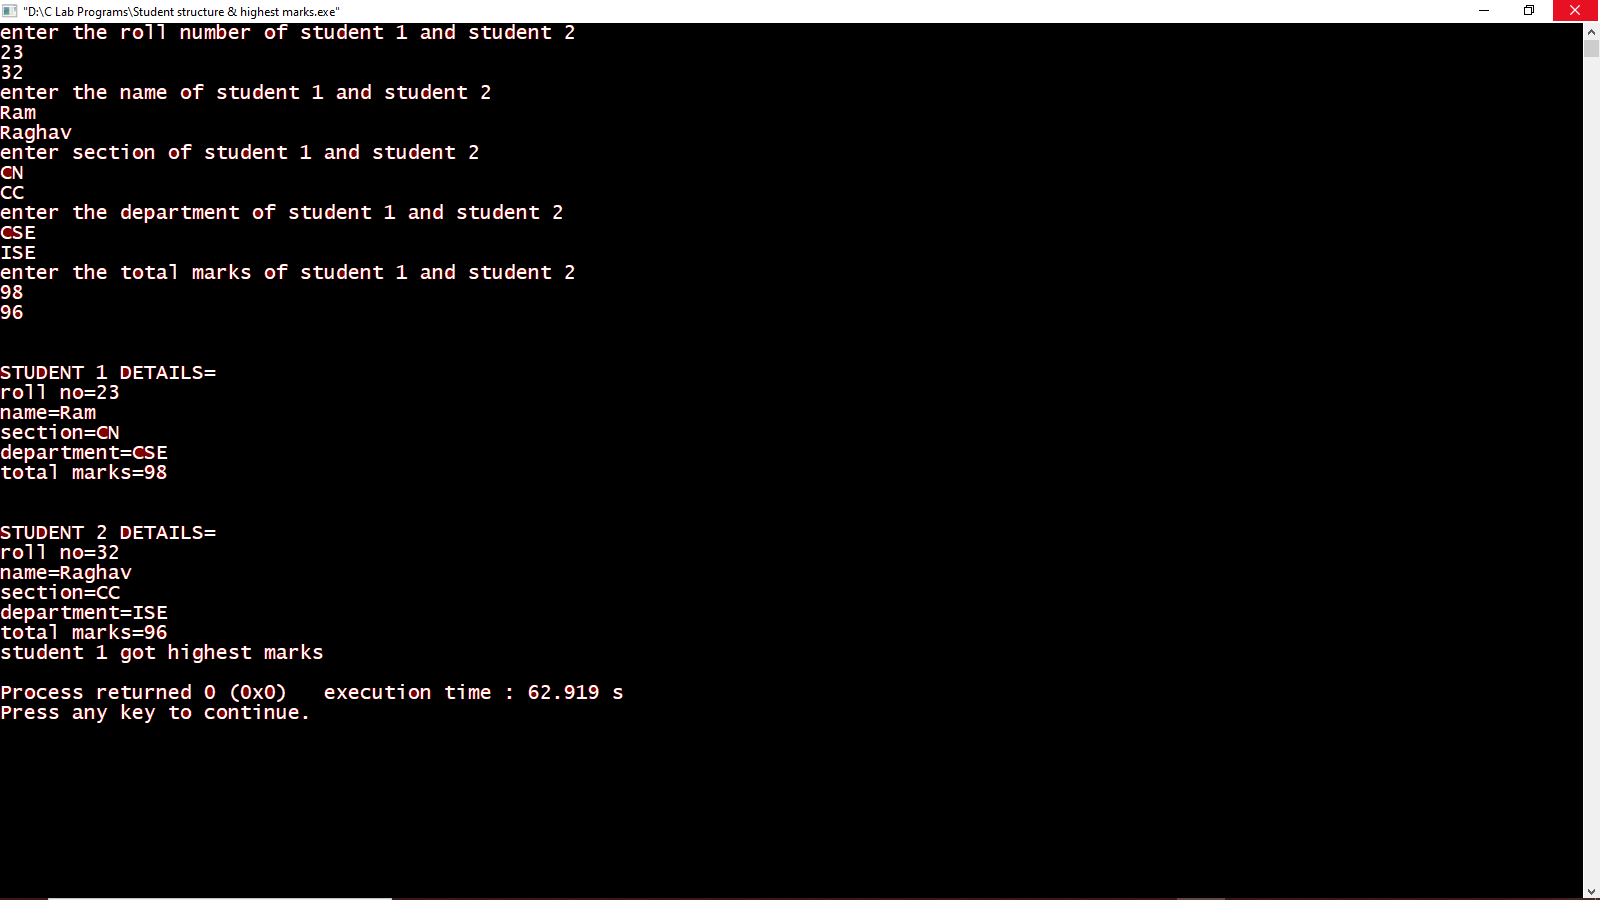 "D:\C Lab Programs\Student structure & highest marks.exe"
enter the roll number of student 1 and student 2
23
32
enter the name of student 1 and student 2
Ram
Raghav
enter section of student 1 and student 2
CN
CC
enter the department of student 1 and student 2
CSE
ISE
enter the total marks of student 1 and student 2
98
96
STUDENT 1 DETAILS=
roll no=23
name=Ram
section=CN
department=CSE
total marks=98
STUDENT 2 DETAILS=
roll no=32
name=Raghav
section=CC
department=ISE
total marks=96
student 1 got highest marks
Process returned 0 (0x0)   execution time : 62.919 s
Press any key to continue.